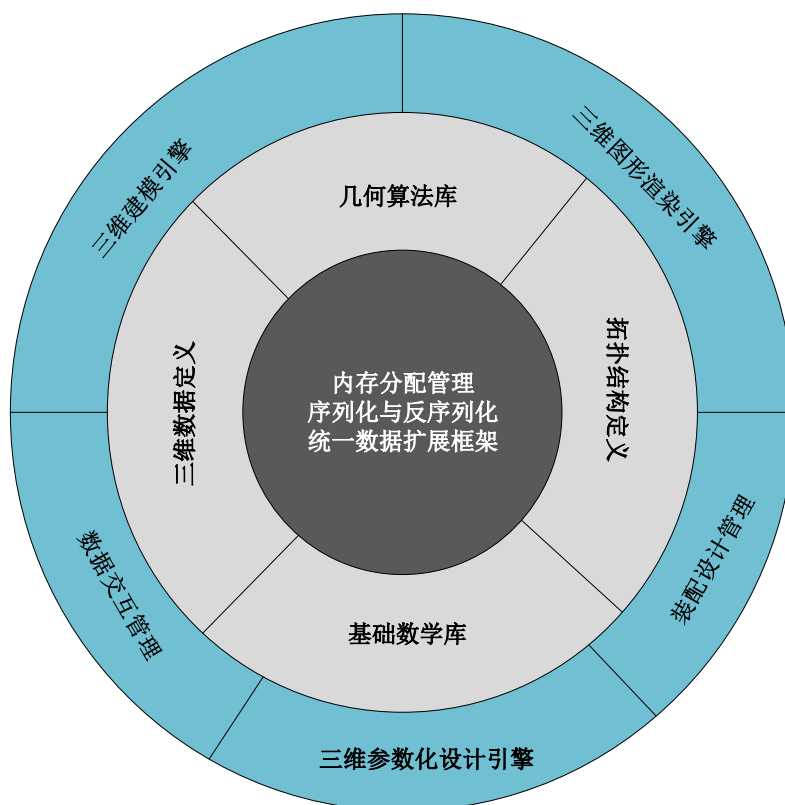 三维建模引擎
三维图形渲染引擎
几何算法库
三维数据定义
拓扑结构定义
内存分配管理
序列化与反序列化
统一数据扩展框架
数据交互管理
装配设计管理
基础数学库
三维参数化设计引擎